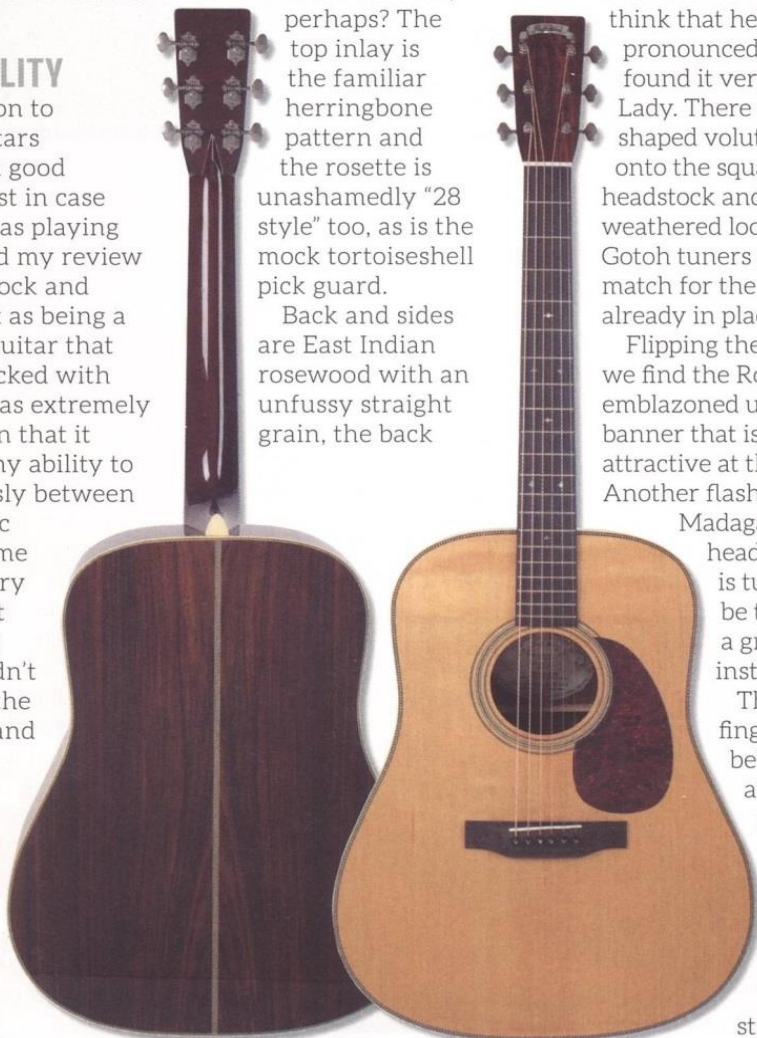 LITY
on to
tars
good
st in case
as playing
d my review
ock and
t as being a
uitar that
cked with
as extremely
n that it
ny ability to
sly between
ic
me
ry
t
dn't
the
and
perhaps? The
top inlay is
the familiar
herringbone
pattern and
the rosette is
unashamedly “28
style” too, as is the
mock tortoiseshell
pick guard.
Back and sides
are East Indian
rosewood with an
unfussy straight
grain, the back
think that he
pronounced
found it ver
Lady. There
shaped volut
onto the squa
headstock and
weathered loo
Gotoh tuners
match for the
already in plac
Flipping the
we find the Ro
emblazoned u
banner that is
attractive at th
Another flash
Madaga
head
is tu
be t
a gr
inst
Th
fing
be
a
st